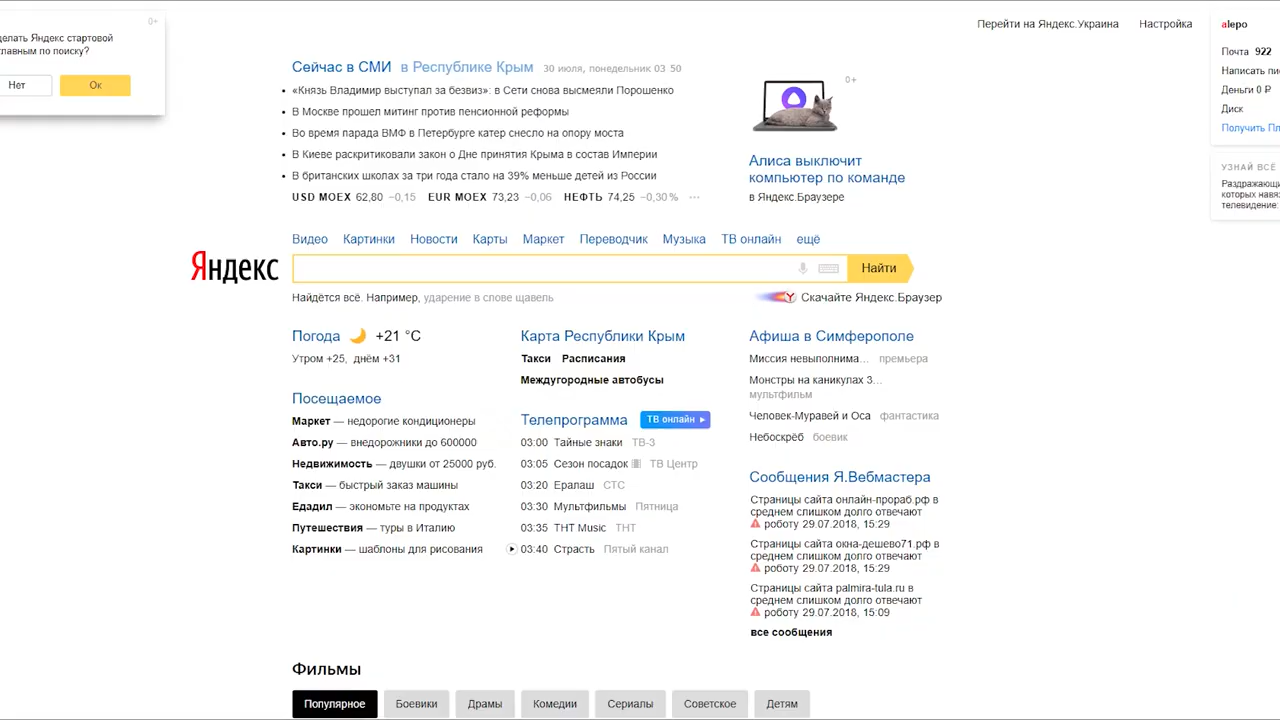 0+
делать Яндекс стартовой
главным по поиску?
Нет
Ок
Перейти на Яндекс.Украина
Настройка
Сейчас в СМИ в Республике Крым 30 июля, понедельник 03 50
• «Князь Владимир выступал за безвиз»: в Сети снова высмеяли Порошенко
• В Москве прошел митинг против пенсионной реформы
• Во время парада ВМФ в Петербурге катер снесло на опору моста
• В Киеве раскритиковали закон о Дне принятия Крыма в состав Империи
• В британских школах за три года стало на 39% меньше детей из России
USD MOEX 62,80 −0,15 EUR MOEX 73,23 −0,06 НЕФТЬ 74,25 −0,30 % ···
0+
Алиса выключит
компьютер по команде
в Яндекс.Браузере
alepo
Почта 922
Написать пи
Деньги 0 ₽
Диск
Получить Пл
УЗНАЙ ВСЁ
Раздражающи
которых навя
телевидение:
Видео Картинки Новости Карты Маркет Переводчик Музыка ТВ онлайн ещё
Яндекс
Найти
Найдётся всё. Например, ударение в слове щавель
Скачайте Яндекс.Браузер
Погода +21 °C
Утром +25, днём +31
Посещаемое
Маркет — недорогие кондиционеры
Авто.ру — внедорожники до 600000
Недвижимость — двушки от 25000 руб.
Такси — быстрый заказ машины
Едадил — экономьте на продуктах
Путешествия — туры в Италию
Картинки — шаблоны для рисования
Карта Республики Крым
Такси Расписания
Междугородные автобусы
Телепрограмма ТВ онлайн
03:00 Тайные знаки ТВ-3
03:05 Сезон посадок ТВ Центр
03:20 Ералаш СТС
03:30 Мультфильмы Пятница
03:35 ТНТ Music ТНТ
03:40 Страсть Пятый канал
Афиша в Симферополе
Миссия невыполнима... премьера
Монстры на каникулах 3...
мультфильм
Человек-Муравей и Оса фантастика
Небоскрёб боевик
Сообщения Я.Вебмастера
Страницы сайта онлайн-прораб.рф в
среднем слишком долго отвечают
роботу 29.07.2018, 15:29
Страницы сайта окна-дешево71.рф в
среднем слишком долго отвечают
роботу 29.07.2018, 15:29
Страницы сайта palmira-tula.ru в
среднем слишком долго отвечают
роботу 29.07.2018, 15:09
все сообщения
Фильмы
Популярное Боевики Драмы Комедии Сериалы Советское Детям